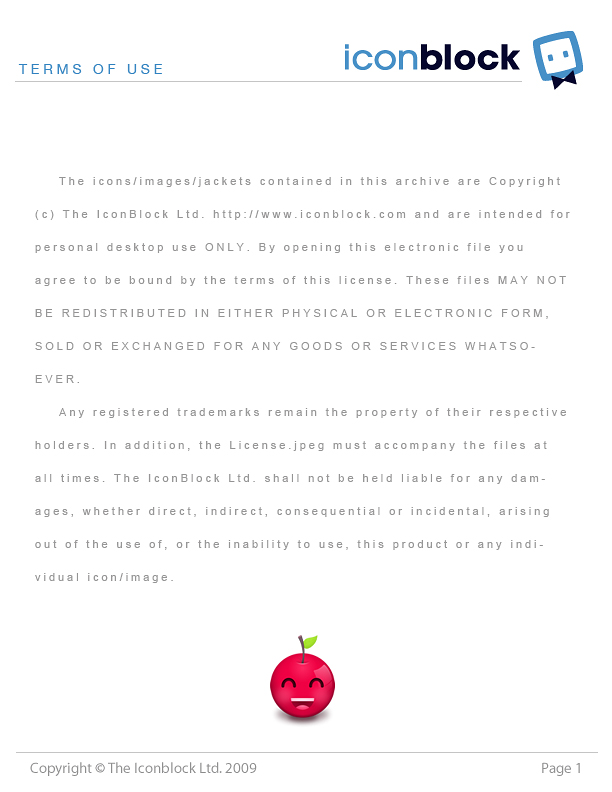 TERMS OF USE
iconblock
The icons/images/jackets contained in this archive are Copyright
(c) The IconBlock Ltd. http://www.iconblock.com and are intended for
personal desktop use ONLY. By opening this electronic file you
agree to be bound by the terms of this license. These files MAY NOT
BE REDISTRIBUTED IN EITHER PHYSICAL OR ELECTRONIC FORM,
SOLD OR EXCHANGED FOR ANY GOODS OR SERVICES WHATSO-
EVER.
Any registered trademarks remain the property of their respective
holders. In addition, the License.jpeg must accompany the files at
all times. The IconBlock Ltd. shall not be held liable for any dam-
ages, whether direct, indirect, consequential or incidental, arising
out of the use of, or the inability to use, this product or any indi-
vidual icon/image.
Copyright © The Iconblock Ltd. 2009
Page 1